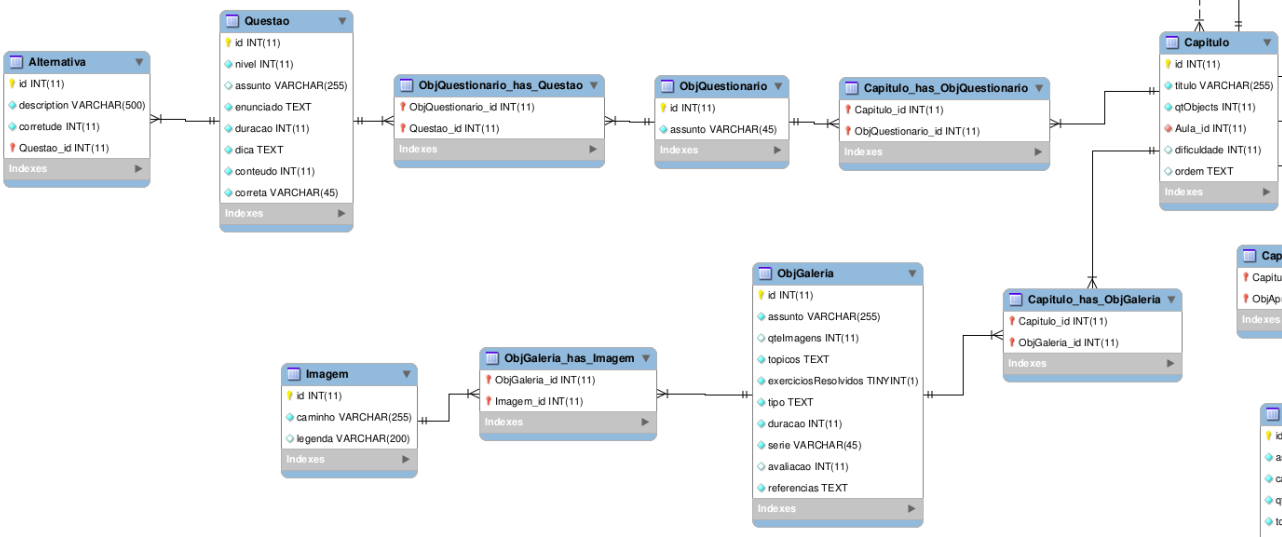 Alternativa
id INT(11)
description VARCHAR(500)
corretude INT(11)
Questao_id INT(11)
Indexes
Questao
id INT(11)
nivel INT(11)
assunto VARCHAR(255)
enunciado TEXT
duracao INT(11)
dica TEXT
conteudo INT(11)
correta VARCHAR(45)
Indexes
ObjQuestionario_has_Questao
ObjQuestionario_id INT(11)
Questao_id INT(11)
Indexes
ObjQuestionario
id INT(11)
assunto VARCHAR(45)
Indexes
Capitulo_has_ObjQuestionario
Capitulo_id INT(11)
ObjQuestionario_id INT(11)
Indexes
Capitulo
id INT(11)
titulo VARCHAR(255)
qtObjects INT(11)
Aula_id INT(11)
dificuldade INT(11)
ordem TEXT
Indexes
Imagem
id INT(11)
caminho VARCHAR(255)
legenda VARCHAR(200)
Indexes
ObjGaleria_has_Imagem
ObjGaleria_id INT(11)
Imagem_id INT(11)
Indexes
ObjGaleria
id INT(11)
assunto VARCHAR(255)
qteImagens INT(11)
topicos TEXT
exerciciosResolvidos TINYINT(1)
tipo TEXT
duracao INT(11)
serie VARCHAR(45)
avaliacao INT(11)
referencias TEXT
Indexes
Capitulo_has_ObjGaleria
Capitulo_id INT(11)
ObjGaleria_id INT(11)
Indexes
Cap
Capitu
ObjAp
Indexes
id